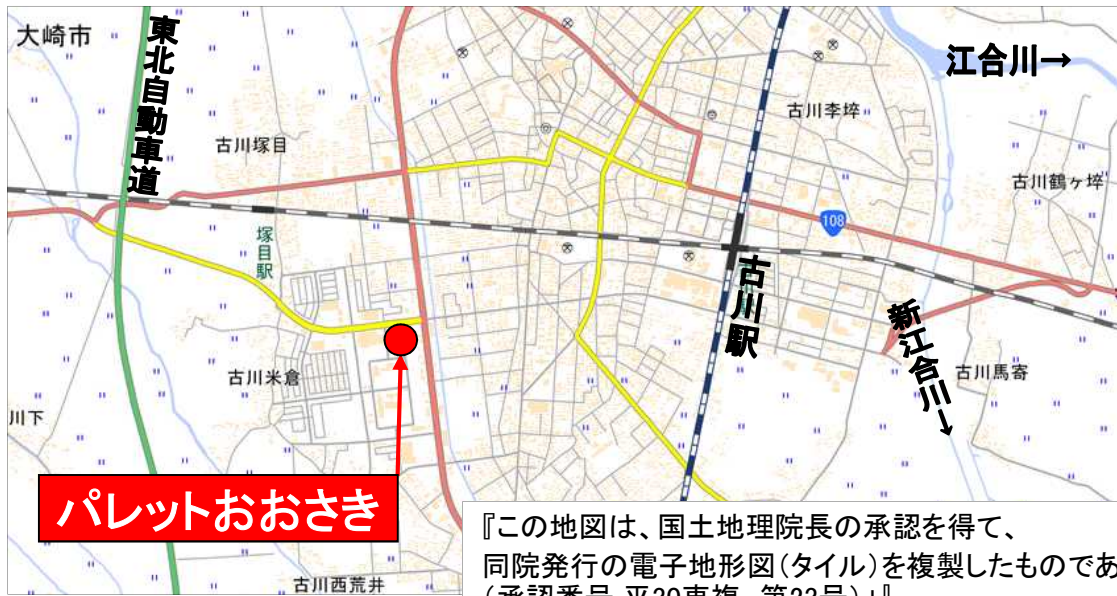 大崎市
東北自動車道
江合川→
古川李埣
古川塚目
古川鶴ヶ埣
108
塚目駅
古川駅
新江合川→
古川米倉
古川馬寄
川下
パレットおおさき
古川西荒井
『この地図は、国土地理院長の承認を得て、
同院発行の電子地形図(タイル)を複製したものであ